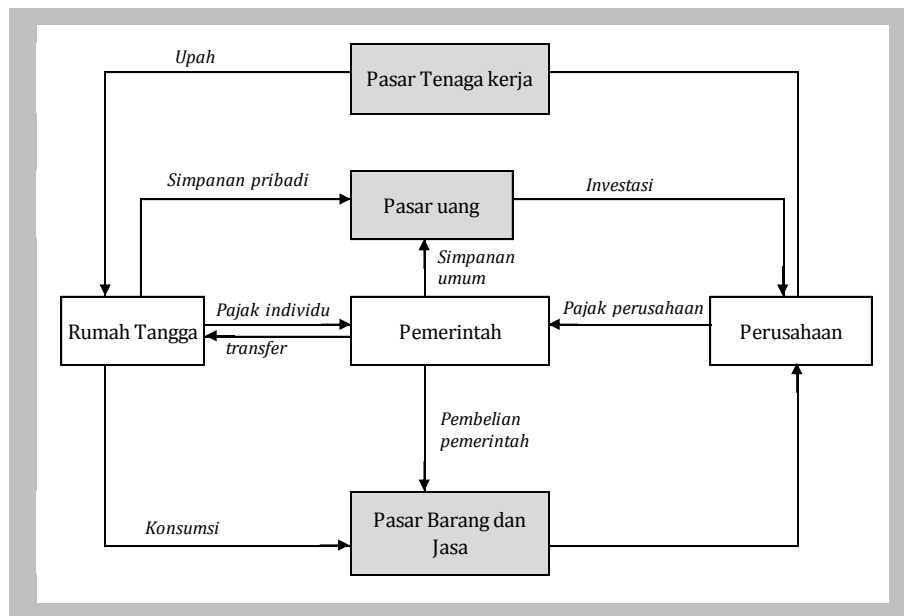 Upah
Pasar Tenaga kerja
Simpanan pribadi
Investasi
Pasar uang
Simpanan
umum
Pajak individu
Pajak perusahaan
Rumah Tangga
Pemerintah
Perusahaan
transfer
Pembelian
pemerintah
Pasar Barang dan
Jasa
Konsumsi